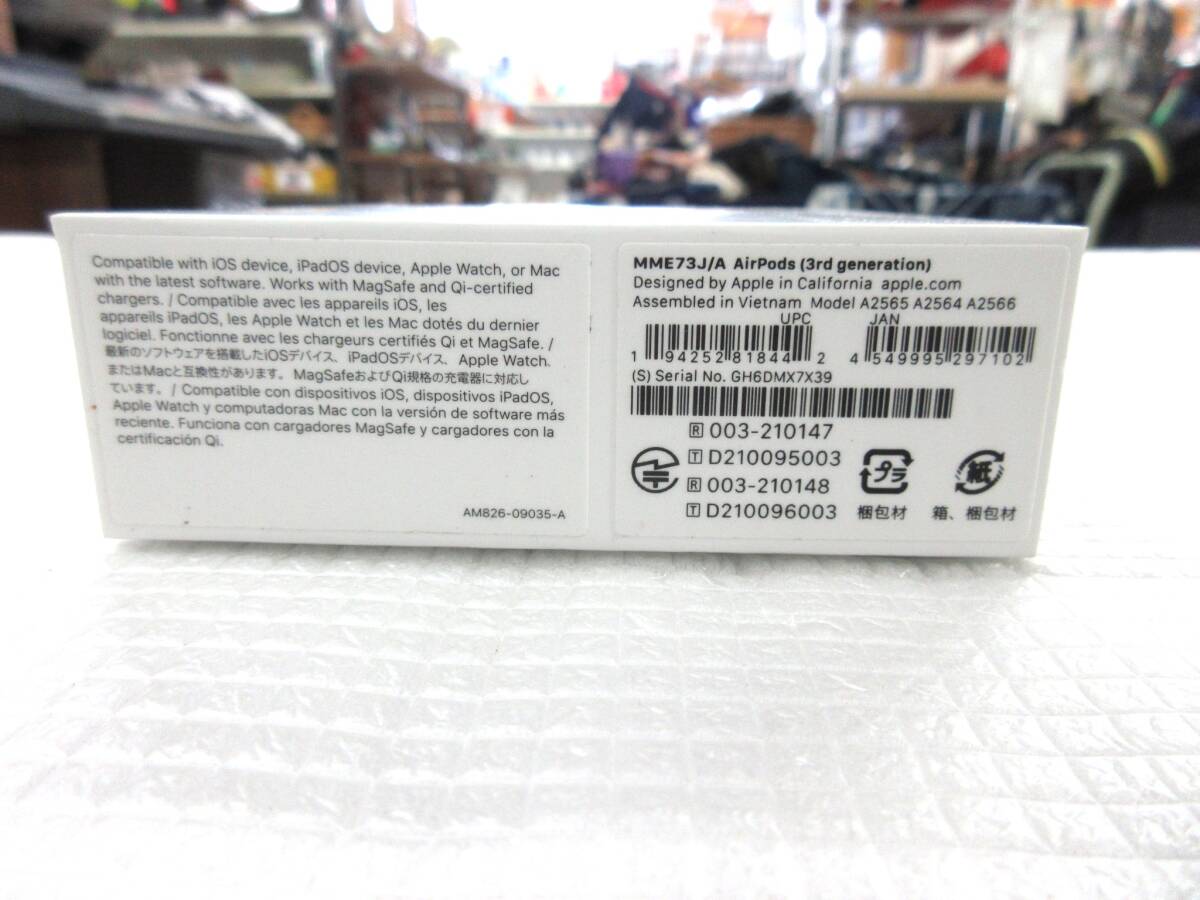 Compatible with iOS device, iPadOS device, Apple Watch, or Mac
with the latest software. Works with MagSafe and Qi-certified
chargers. / Compatible avec les appareils iOS, les
appareils iPadOS, les Apple Watch et les Mac dotés du dernier
logiciel. Fonctionne avec les chargeurs certifiés Qi et MagSafe. /
最新のソフトウェアを搭載したiOSデバイス、iPadOSデバイス、Apple Watch、
またはMacと互換性があります。 MagSafeおよびQi規格の充電器に対応し
ています。 / Compatible con dispositivos iOS, dispositivos iPadOS,
Apple Watch y computadoras Mac con la versión de software más
reciente. Funciona con cargadores MagSafe y cargadores con la
certificación Qi.
AM826-09035-A
MME73J/A AirPods (3rd generation)
Designed by Apple in California apple.com
Assembled in Vietnam Model A2565 A2564 A2566
UPC JAN
1 94252 81844 2 4 549995 297102
(S) Serial No. GH6DMX7X39
R 003-210147
T D210095003
R 003-210148
T D210096003
プラ 紙
梱包材 箱、梱包材